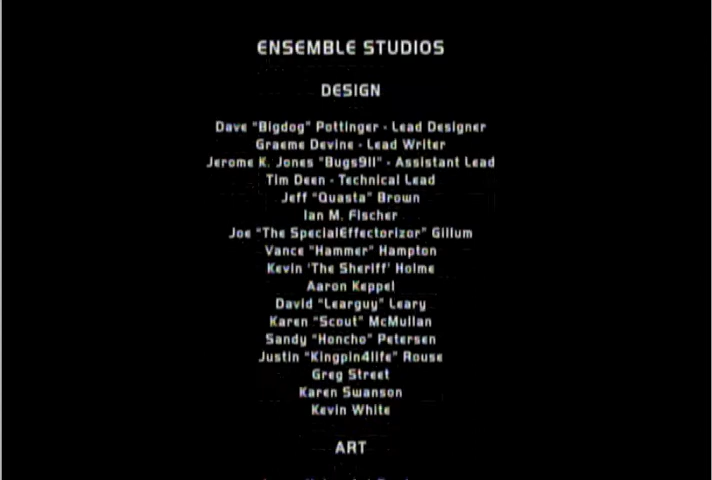 ENSEMBLE STUDIOS
DESIGN
Dave "Bigdog" Pottinger - Lead Designer
Graeme Devine - Lead Writer
Jerome K. Jones "Bugs911" - Assistant Lead
Tim Deen - Technical Lead
Jeff "Quasta" Brown
Ian M. Fischer
Joe "The SpecialEffectorizor" Gillum
Vance "Hammer" Hampton
Kevin 'The Sheriff' Holme
Aaron Keppel
David "Learguy" Leary
Karen "Scout" McMullan
Sandy "Honcho" Petersen
Justin "Kingpin4life" Rouse
Greg Street
Karen Swanson
Kevin White
ART